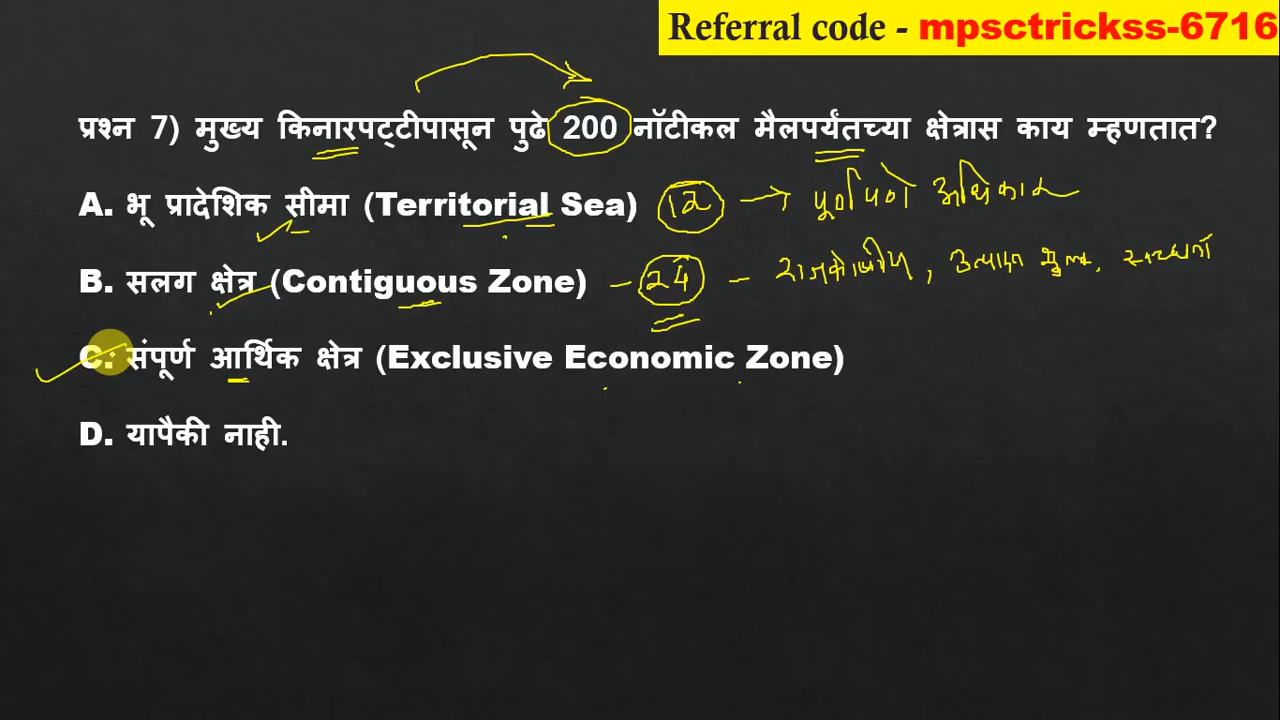 Referral code - mpsctrickss-6716
प्रश्न 7) मुख्य किनारपट्टीपासून पुढे 200 नॉटीकल मैलपर्यंतच्या क्षेत्रास काय म्हणतात?
A. भू प्रादेशिक सीमा (Territorial Sea) 12 → पूर्णपणे अधिकार
B. सलग क्षेत्र (Contiguous Zone) - 24 - राजकोषीय, उत्पादन शुल्क,
C. संपूर्ण आर्थिक क्षेत्र (Exclusive Economic Zone)
D. यापैकी नाही.